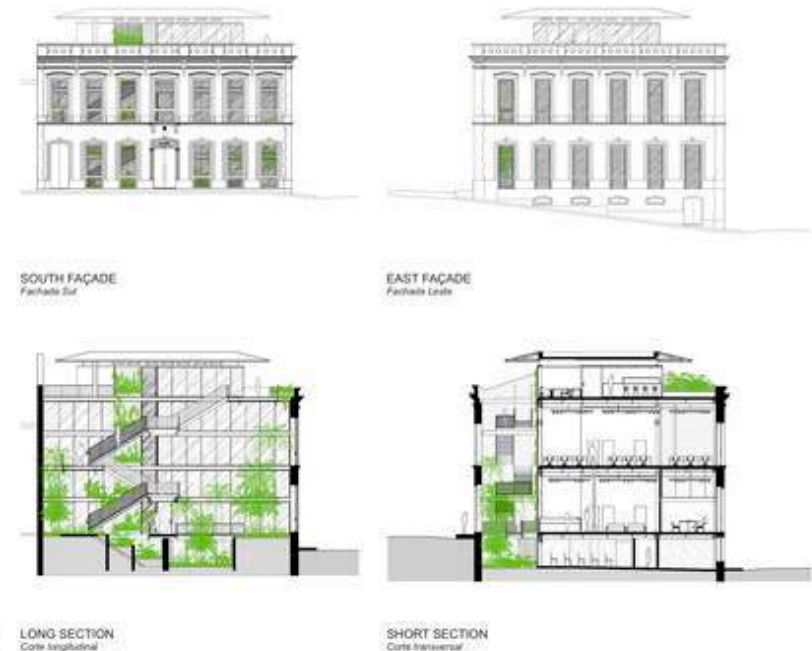 SOUTH FAÇADE
Fachada Sul
EAST FAÇADE
Fachada Leste
LONG SECTION
Corte longitudinal
SHORT SECTION
Corte transversal